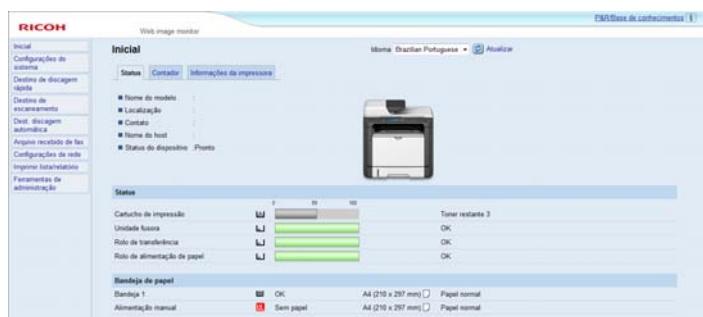 P&R/Base de conhecimentos
RICOH
Web image monitor
Inicial
Configurações do
sistema
Destino de discagem
rápida
Destino de
escaneamento
Dest. discagem
automática
Arquivo recebido de fax
Configurações de rede
Imprimir lista/relatório
Ferramentas de
administração
Inicial
Idioma Brazilian Portuguese Atualizar
Status Contador Informações da impressora
Nome do modelo :
Localização :
Contato :
Nome do host :
Status do dispositivo :Pronto
Status
0 50 100
Cartucho de impressão Toner restante 3
Unidade fusora OK
Rolo de transferência OK
Rolo de alimentação de papel OK
Bandeja de papel
Bandeja 1 OK A4 (210 x 297 mm) Papel normal
Alimentação manual Sem papel A4 (210 x 297 mm) Papel normal